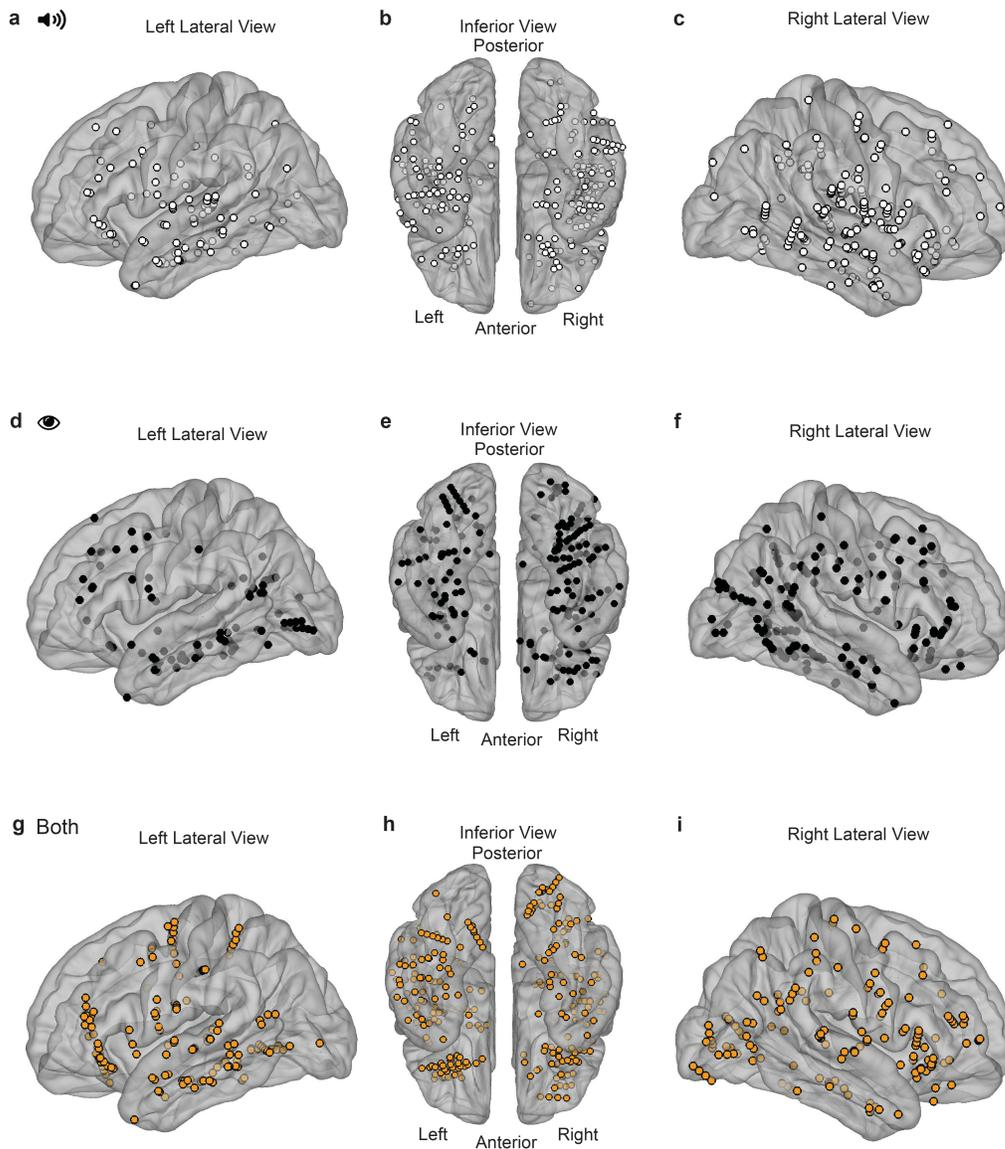 a
Left Lateral View
b
Inferior View
Posterior
Left
Anterior
Right
c
Right Lateral View
d
Left Lateral View
e
Inferior View
Posterior
Left
Anterior
Right
f
Right Lateral View
g Both
Left Lateral View
h
Inferior View
Posterior
Left
Anterior
Right
i
Right Lateral View